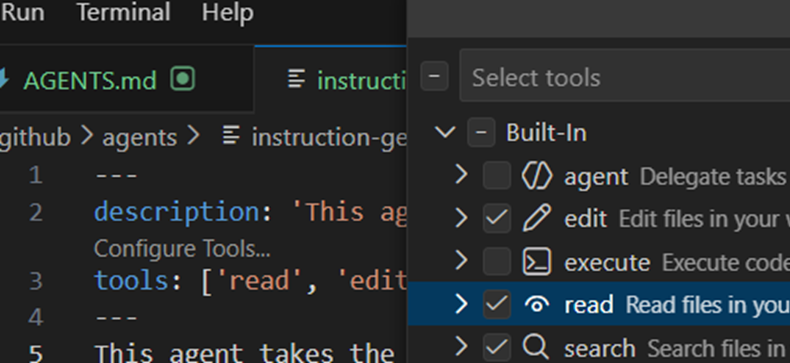 Run Terminal Help
AGENTS.md
instructi
github > agents > instruction-ge
1 ---
2 description: 'This ag
Configure Tools...
3 tools: ['read', 'edit
4 ---
5 This agent takes the
Select tools
Built-In
agent Delegate tasks
edit Edit files in your w
execute Execute code
read Read files in you
search Search files in